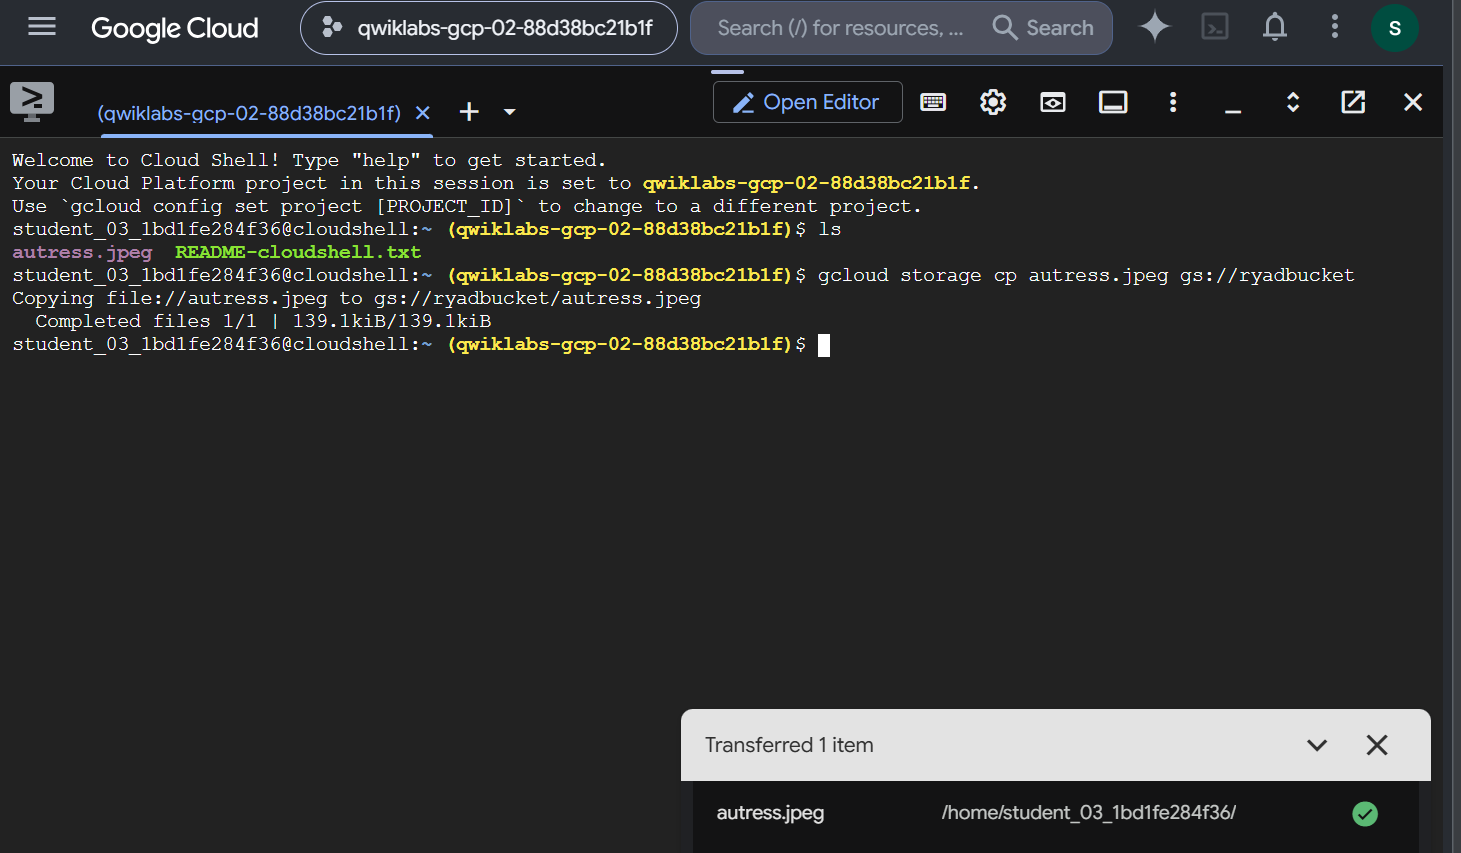 Google Cloud
qwiklabs-gcp-02-88d38bc21b1f
Search (/) for resources, ...
Search
S
(qwiklabs-gcp-02-88d38bc21b1f)
Open Editor
Welcome to Cloud Shell! Type "help" to get started.
Your Cloud Platform project in this session is set to qwiklabs-gcp-02-88d38bc21b1f.
Use `gcloud config set project [PROJECT_ID]` to change to a different project.
student_03_1bd1fe284f36@cloudshell:~ (qwiklabs-gcp-02-88d38bc21b1f)$ ls
autress.jpeg  README-cloudshell.txt
student_03_1bd1fe284f36@cloudshell:~ (qwiklabs-gcp-02-88d38bc21b1f)$ gcloud storage cp autress.jpeg gs://ryadbucket
Copying file://autress.jpeg to gs://ryadbucket/autress.jpeg
  Completed files 1/1 | 139.1kiB/139.1kiB
student_03_1bd1fe284f36@cloudshell:~ (qwiklabs-gcp-02-88d38bc21b1f)$
Transferred 1 item
autress.jpeg /home/student_03_1bd1fe284f36/